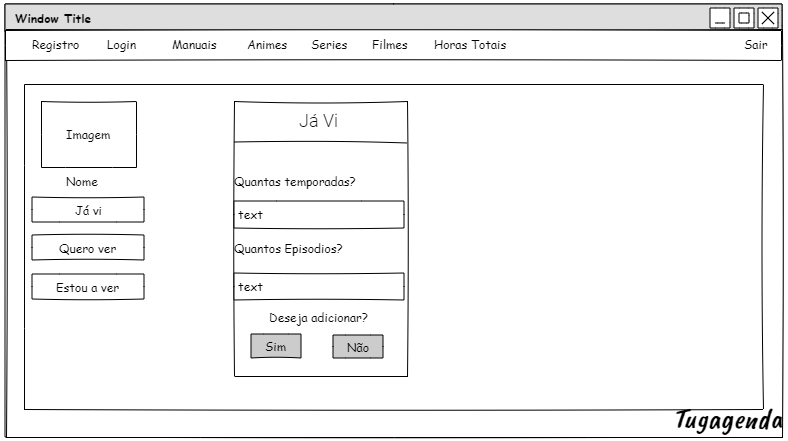 Window Title
Registro Login Manuais Animes Series Filmes Horas Totais Sair
Imagem
Nome
Já vi
Quero ver
Estou a ver
Já Vi
Quantas temporadas?
text
Quantos Episodios?
text
Deseja adicionar?
Sim Não
Tugagenda